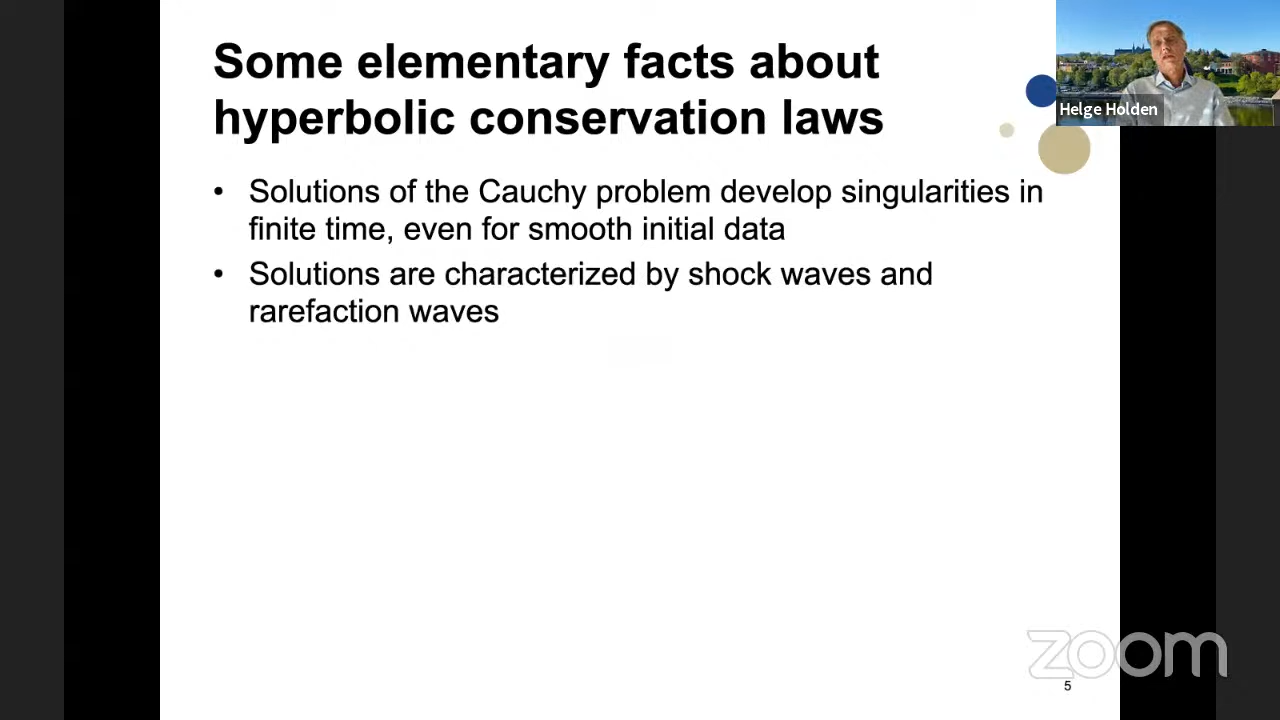 Some elementary facts about
hyperbolic conservation laws
Helge Holden
• Solutions of the Cauchy problem develop singularities in
finite time, even for smooth initial data
• Solutions are characterized by shock waves and
rarefaction waves
zoom
5